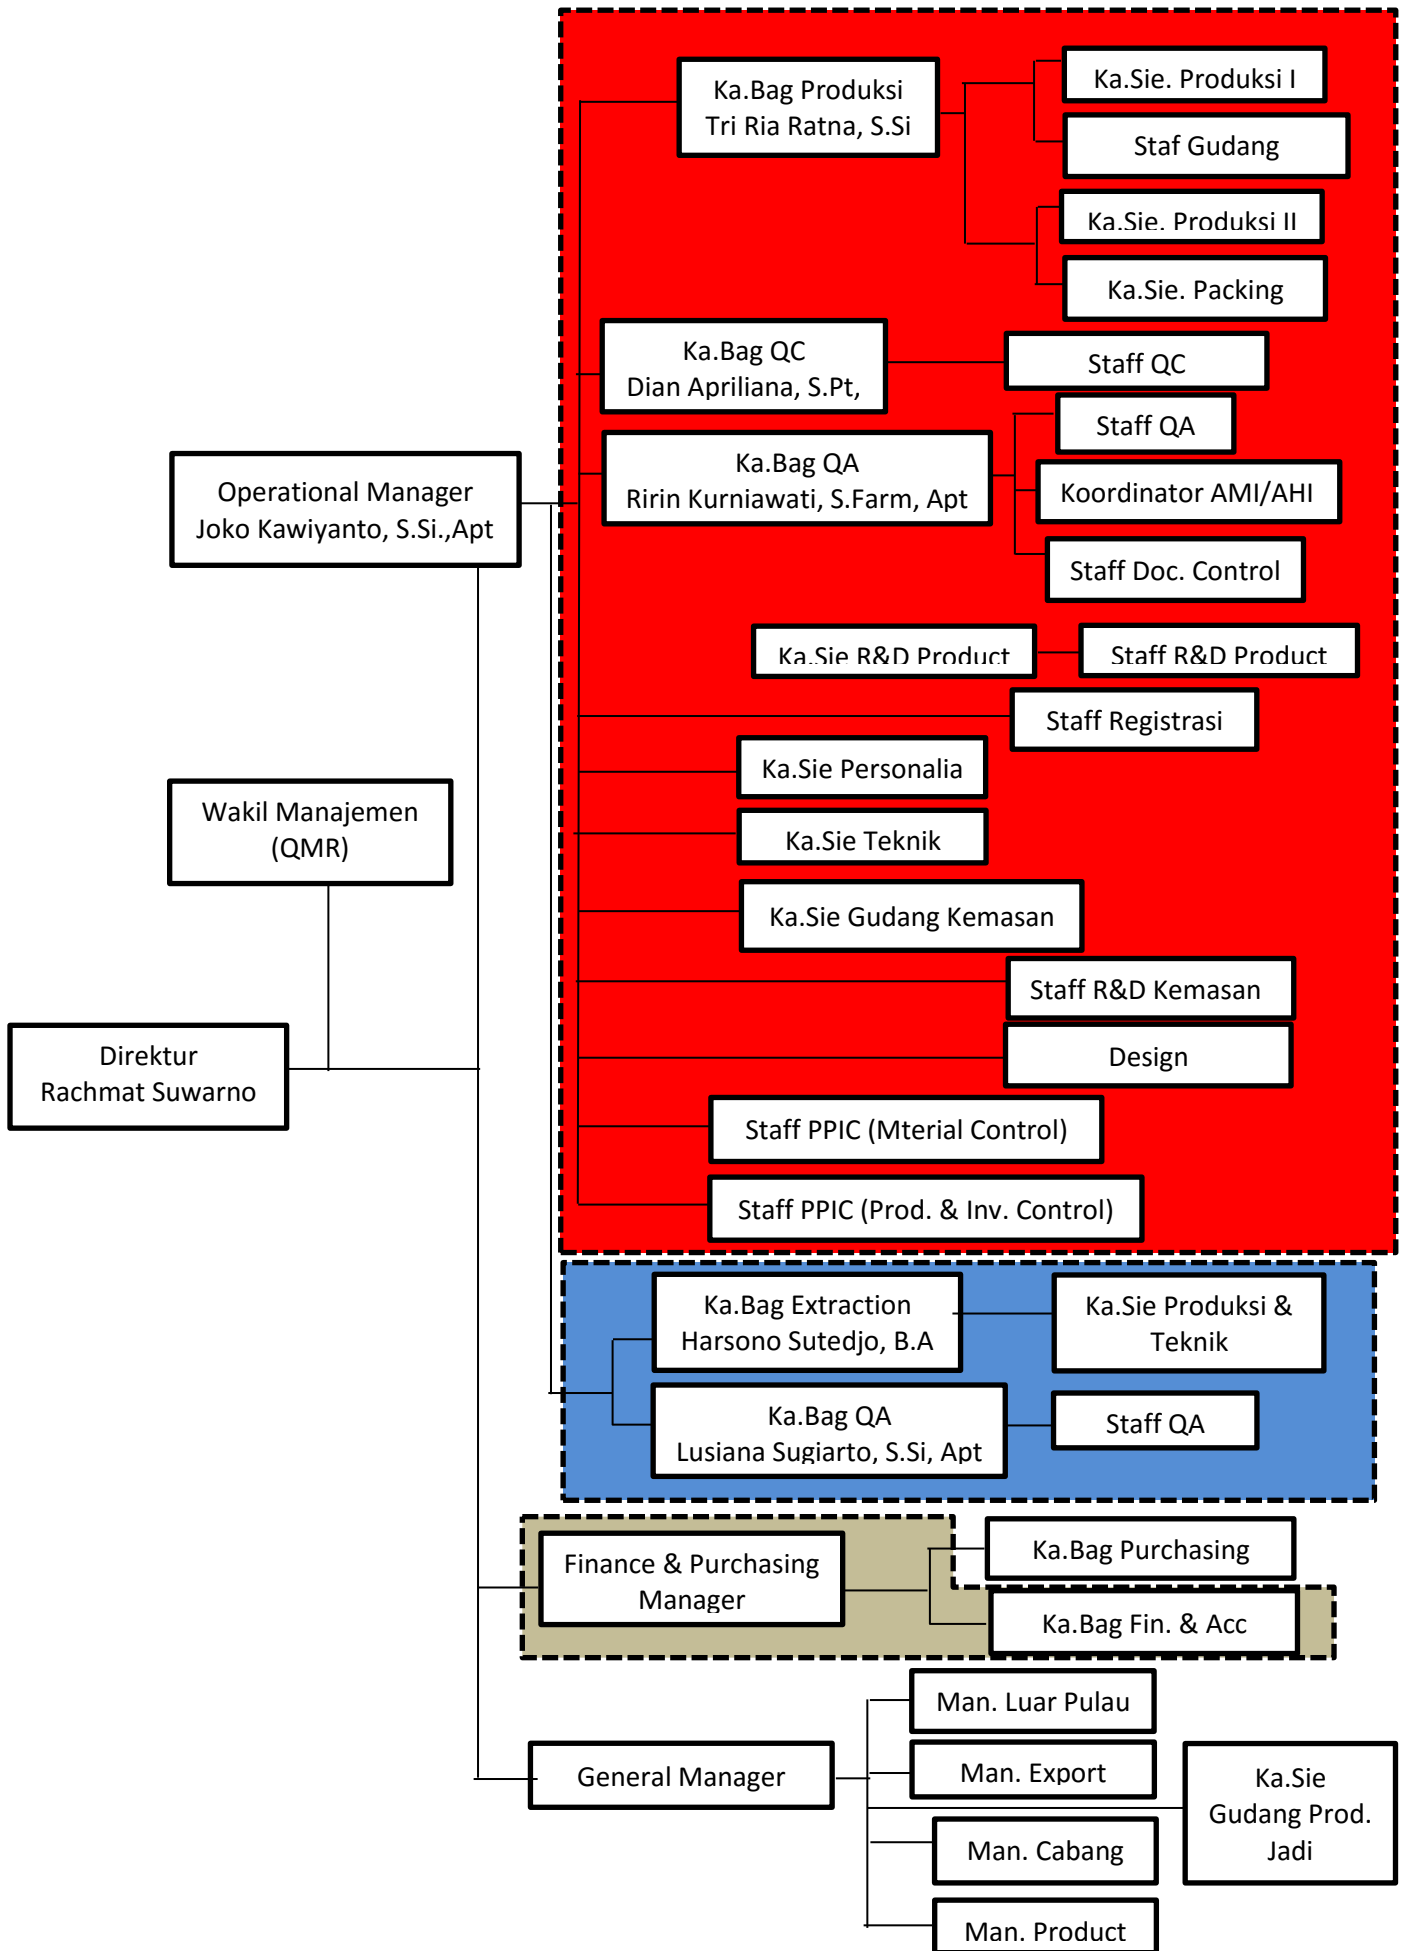 Ka.Bag Produksi
Tri Ria Ratna, S.Si
Ka.Sie. Produksi I
Staf Gudang
Ka.Sie. Produksi II
Ka.Sie. Packing
Ka.Bag QC
Dian Apriliana, S.Pt,
Staff QC
Ka.Bag QA
Ririn Kurniawati, S.Farm, Apt
Staff QA
Koordinator AMI/AHI
Staff Doc. Control
Operational Manager
Joko Kawiyanto, S.Si.,Apt
Ka.Sie R&D Product
Staff R&D Product
Staff Registrasi
Ka.Sie Personalia
Ka.Sie Teknik
Wakil Manajemen
(QMR)
Ka.Sie Gudang Kemasan
Staff R&D Kemasan
Design
Direktur
Rachmat Suwarno
Staff PPIC (Mterial Control)
Staff PPIC (Prod. & Inv. Control)
Ka.Bag Extraction
Harsono Sutedjo, B.A
Ka.Sie Produksi &
Teknik
Ka.Bag QA
Lusiana Sugiarto, S.Si, Apt
Staff QA
Finance & Purchasing
Manager
Ka.Bag Purchasing
Ka.Bag Fin. & Acc
General Manager
Man. Luar Pulau
Man. Export
Man. Cabang
Man. Product
Ka.Sie
Gudang Prod.
Jadi